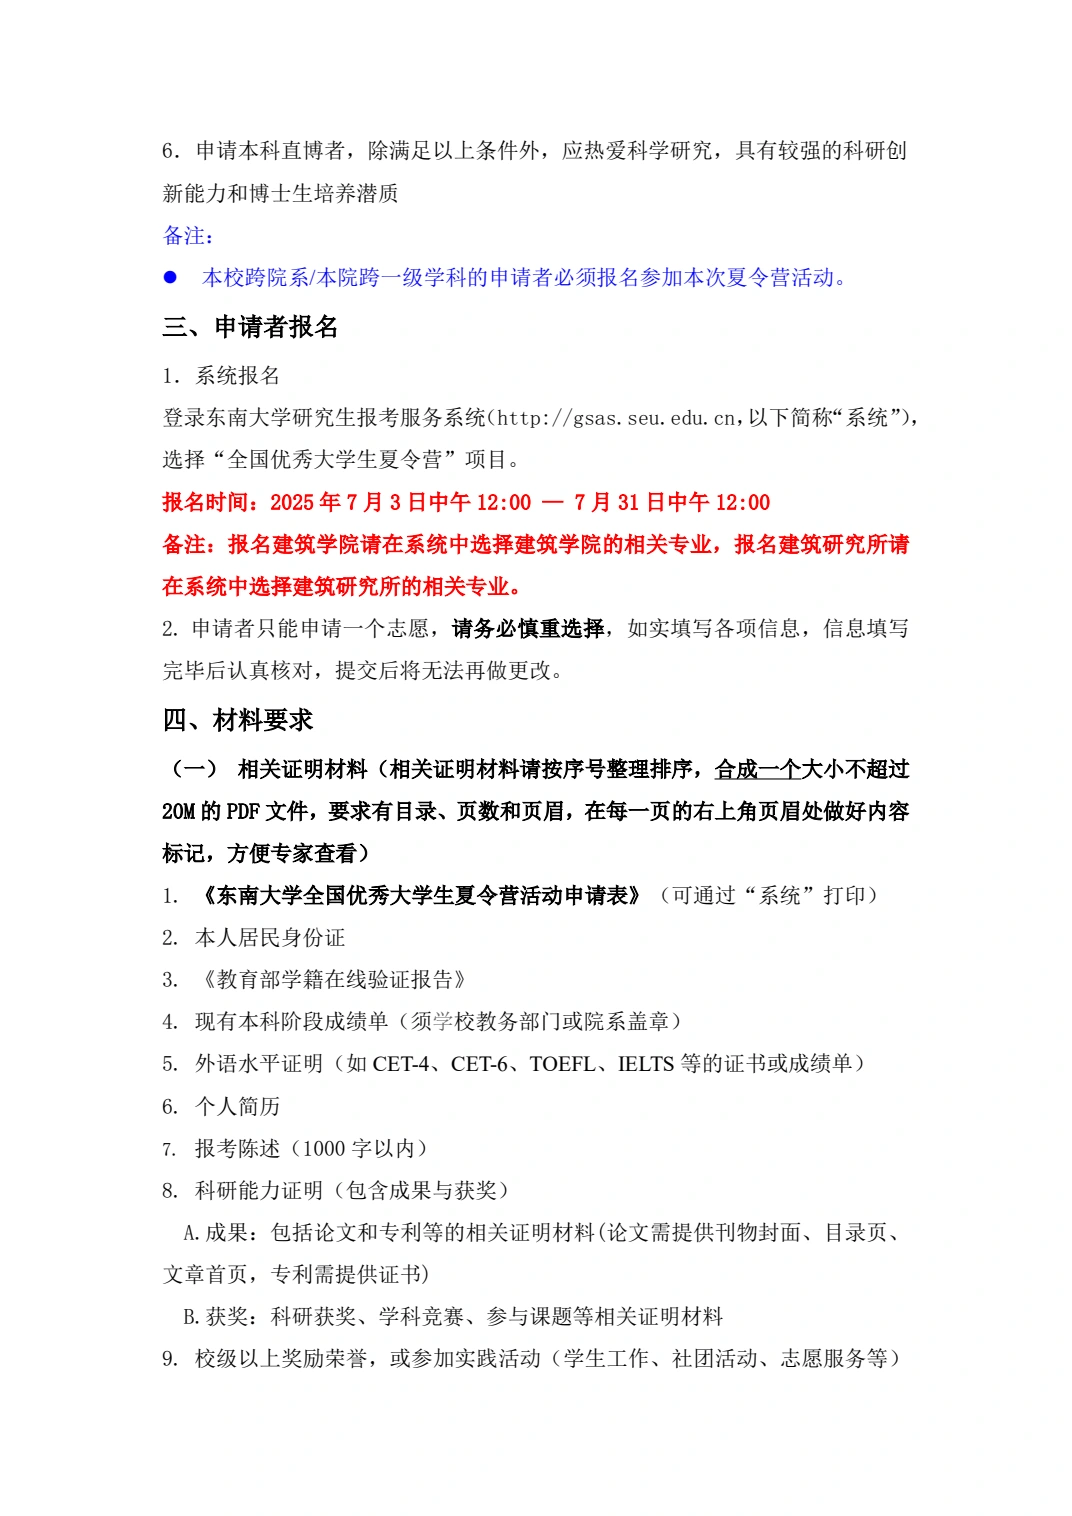 6. 申请本科直博者，除满足以上条件外，应热爱科学研究，具有较强的科研创
新能力和博士生培养潜质
备注：
● 本校跨院系/本院跨一级学科的申请者必须报名参加本次夏令营活动。
三、申请者报名
1. 系统报名
登录东南大学研究生报考服务系统（http://gsas.seu.edu.cn，以下简称“系统”），
选择“全国优秀大学生夏令营”项目。
报名时间：2025 年 7 月 3 日中午 12:00 — 7 月 31 日中午 12:00
备注：报名建筑学院请在系统中选择建筑学院的相关专业，报名建筑研究所请
在系统中选择建筑研究所的相关专业。
2. 申请者只能申请一个志愿，请务必慎重选择，如实填写各项信息，信息填写
完毕后认真核对，提交后将无法再做更改。
四、材料要求
（一） 相关证明材料（相关证明材料请按序号整理排序，合成一个大小不超过
20M 的 PDF 文件，要求有目录、页数和页眉，在每一页的右上角页眉处做好内容
标记，方便专家查看）
1. 《东南大学全国优秀大学生夏令营活动申请表》（可通过“系统”打印）
2. 本人居民身份证
3. 《教育部学籍在线验证报告》
4. 现有本科阶段成绩单（须学校教务部门或院系盖章）
5. 外语水平证明（如 CET-4、CET-6、TOEFL、IELTS 等的证书或成绩单）
6. 个人简历
7. 报考陈述（1000 字以内）
8. 科研能力证明（包含成果与获奖）
A.成果：包括论文和专利等的相关证明材料(论文需提供刊物封面、目录页、
文章首页，专利需提供证书)
B.获奖：科研获奖、学科竞赛、参与课题等相关证明材料
9. 校级以上奖励荣誉，或参加实践活动（学生工作、社团活动、志愿服务等）